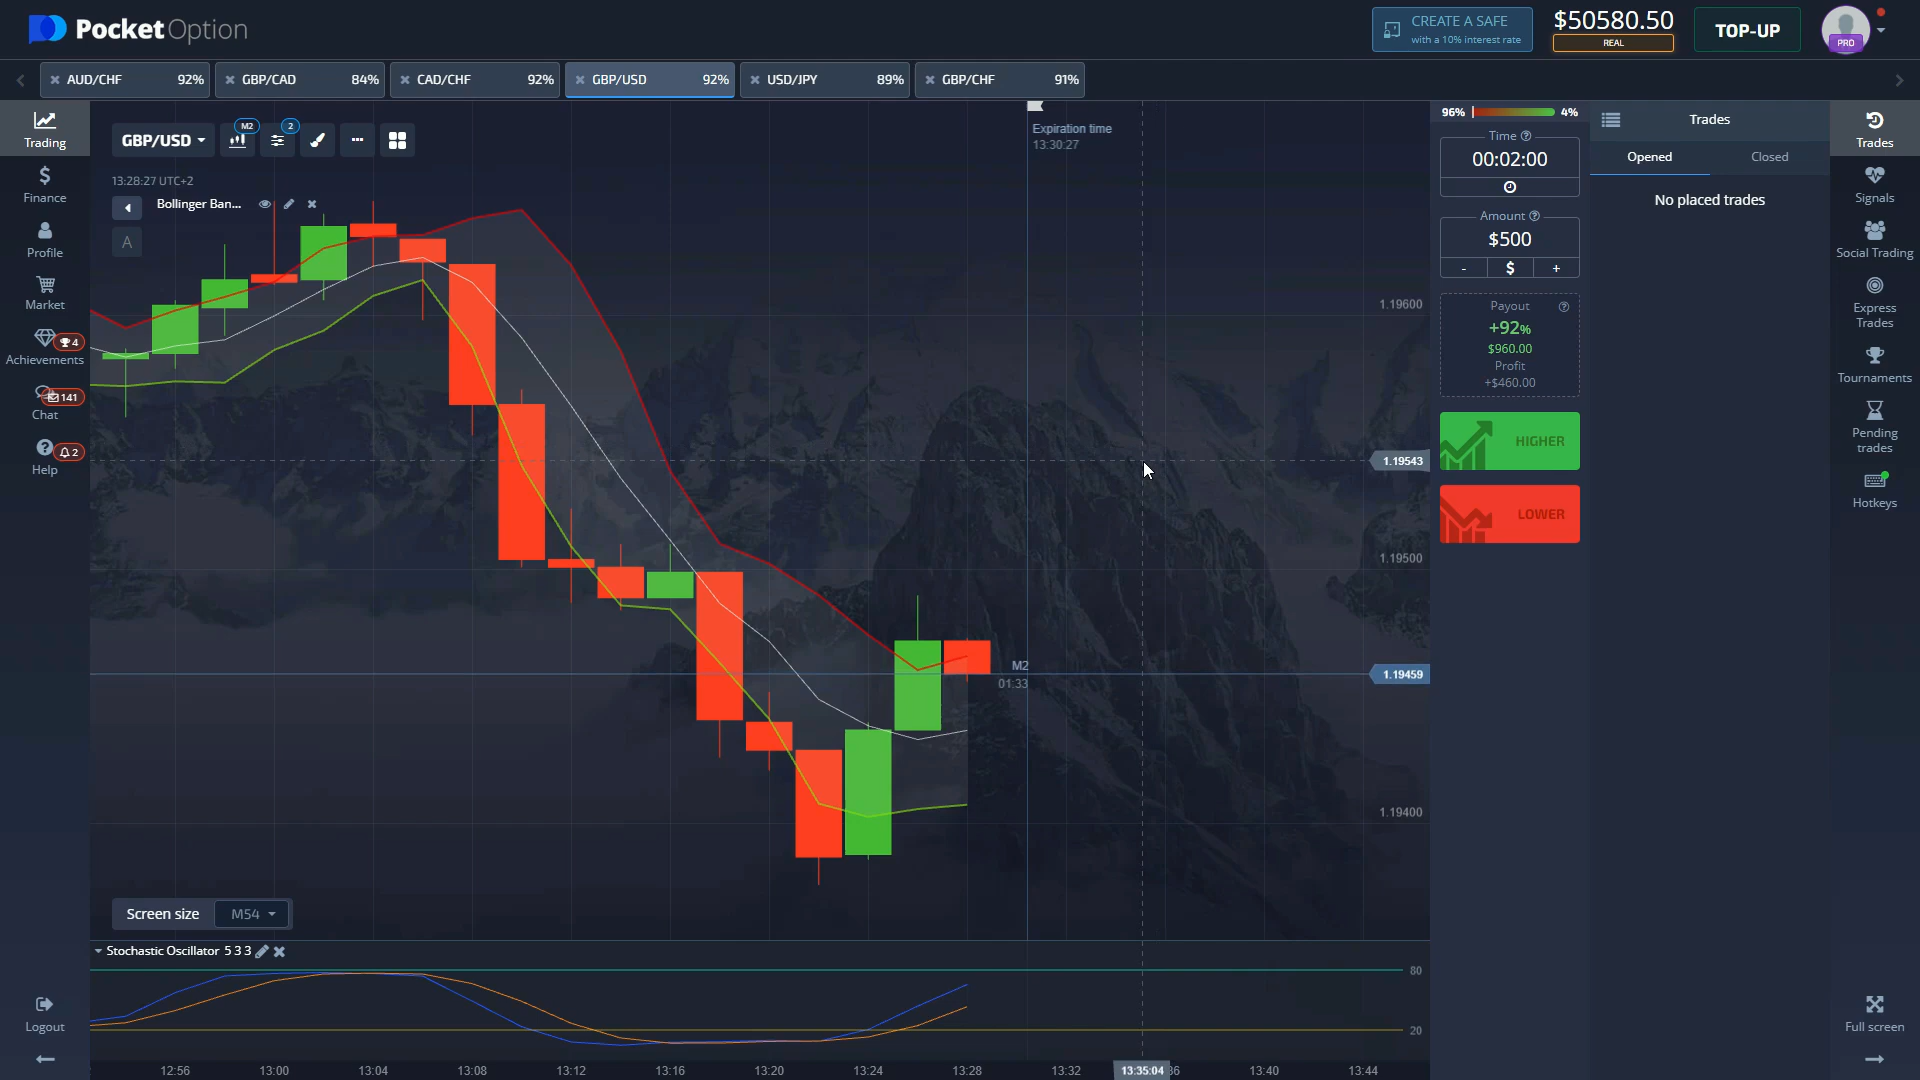 PocketOption
CREATE A SAFE
with a 10% interest rate
$50580.50
REAL
TOP-UP
PRO
AUD/CHF 92%
GBP/CAD 84%
CAD/CHF 92%
GBP/USD 92%
USD/JPY 89%
GBP/CHF 91%
Trading
Finance
Profile
Market
4
Achievements
141
Chat
2
Help
Logout
GBP/USD
M2
2
13:28:27 UTC+2
Bollinger Ban...
A
Expiration time
13:30:27
1.19600
1.19543
1.19500
1.19459
1.19400
M2
01:33
Screen size M54
Stochastic Oscillator 5 3 3
80
20
12:56 13:00 13:04 13:08 13:12 13:16 13:20 13:24 13:28 13:32 13:35:04 36 13:40 13:44
96% 4%
Time
00:02:00
Amount
$500
- $ +
Payout
+92%
$960.00
Profit
+$460.00
HIGHER
LOWER
Trades
Opened Closed
No placed trades
Trades
Signals
Social Trading
Express
Trades
Tournaments
Pending
trades
Hotkeys
Full screen